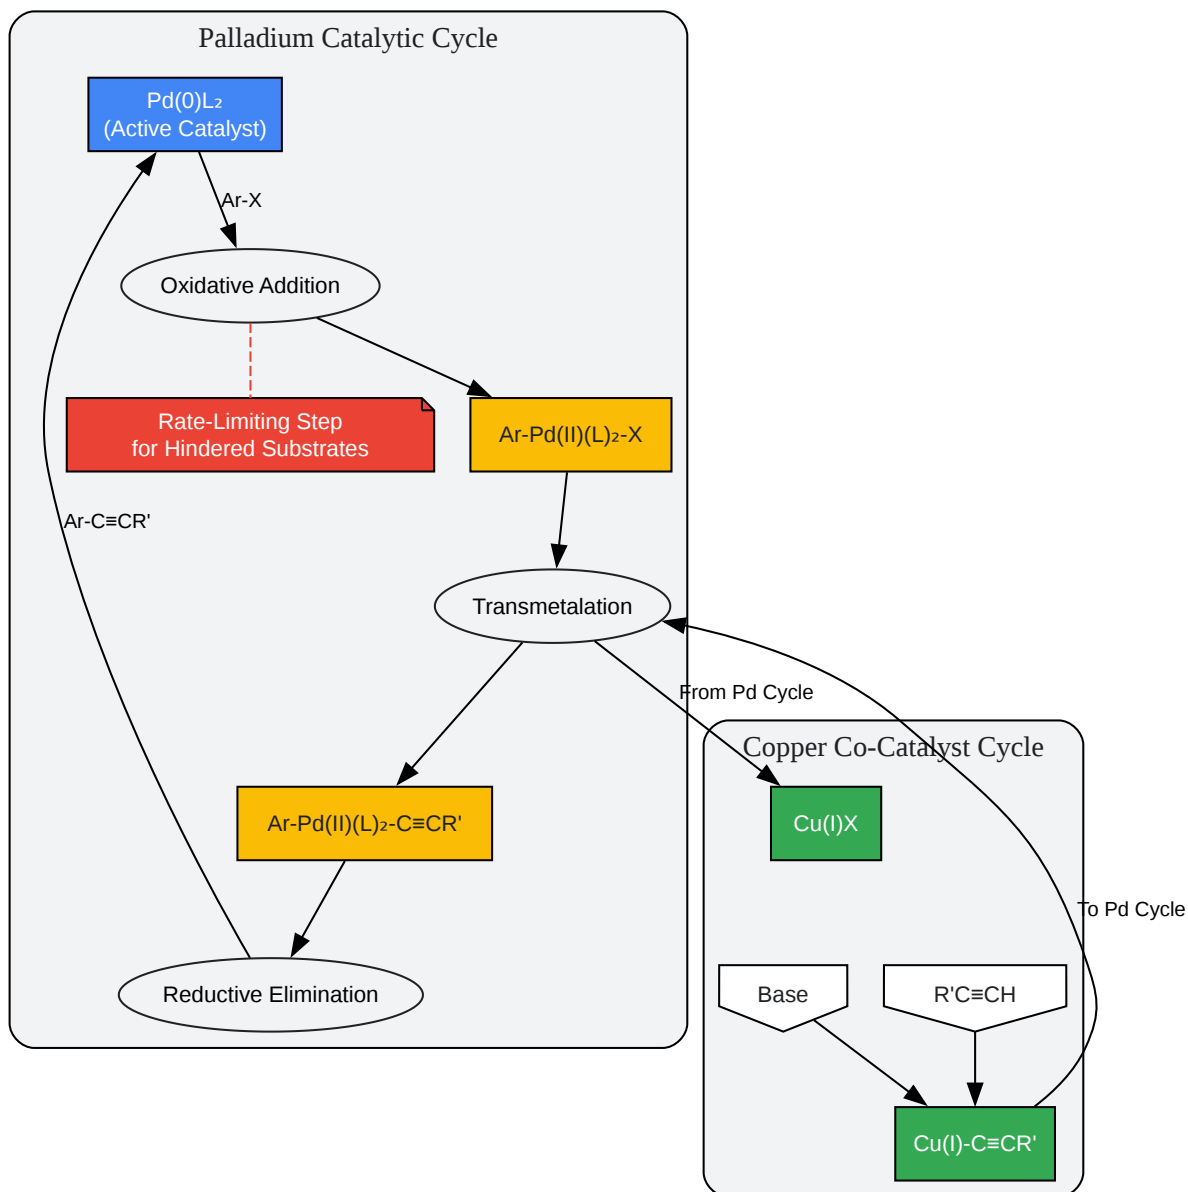 Palladium Catalytic Cycle
Pd(0)L₂
(Active Catalyst)
Ar-X
Oxidative Addition
Rate-Limiting Step
for Hindered Substrates
Ar-Pd(II)(L)₂-X
Ar-C≡CR'
Transmetalation
From Pd Cycle
Copper Co-Catalyst Cycle
Ar-Pd(II)(L)₂-C≡CR'
Cu(I)X
To Pd Cycle
Reductive Elimination
Base
R'C≡CH
Cu(I)-C≡CR'